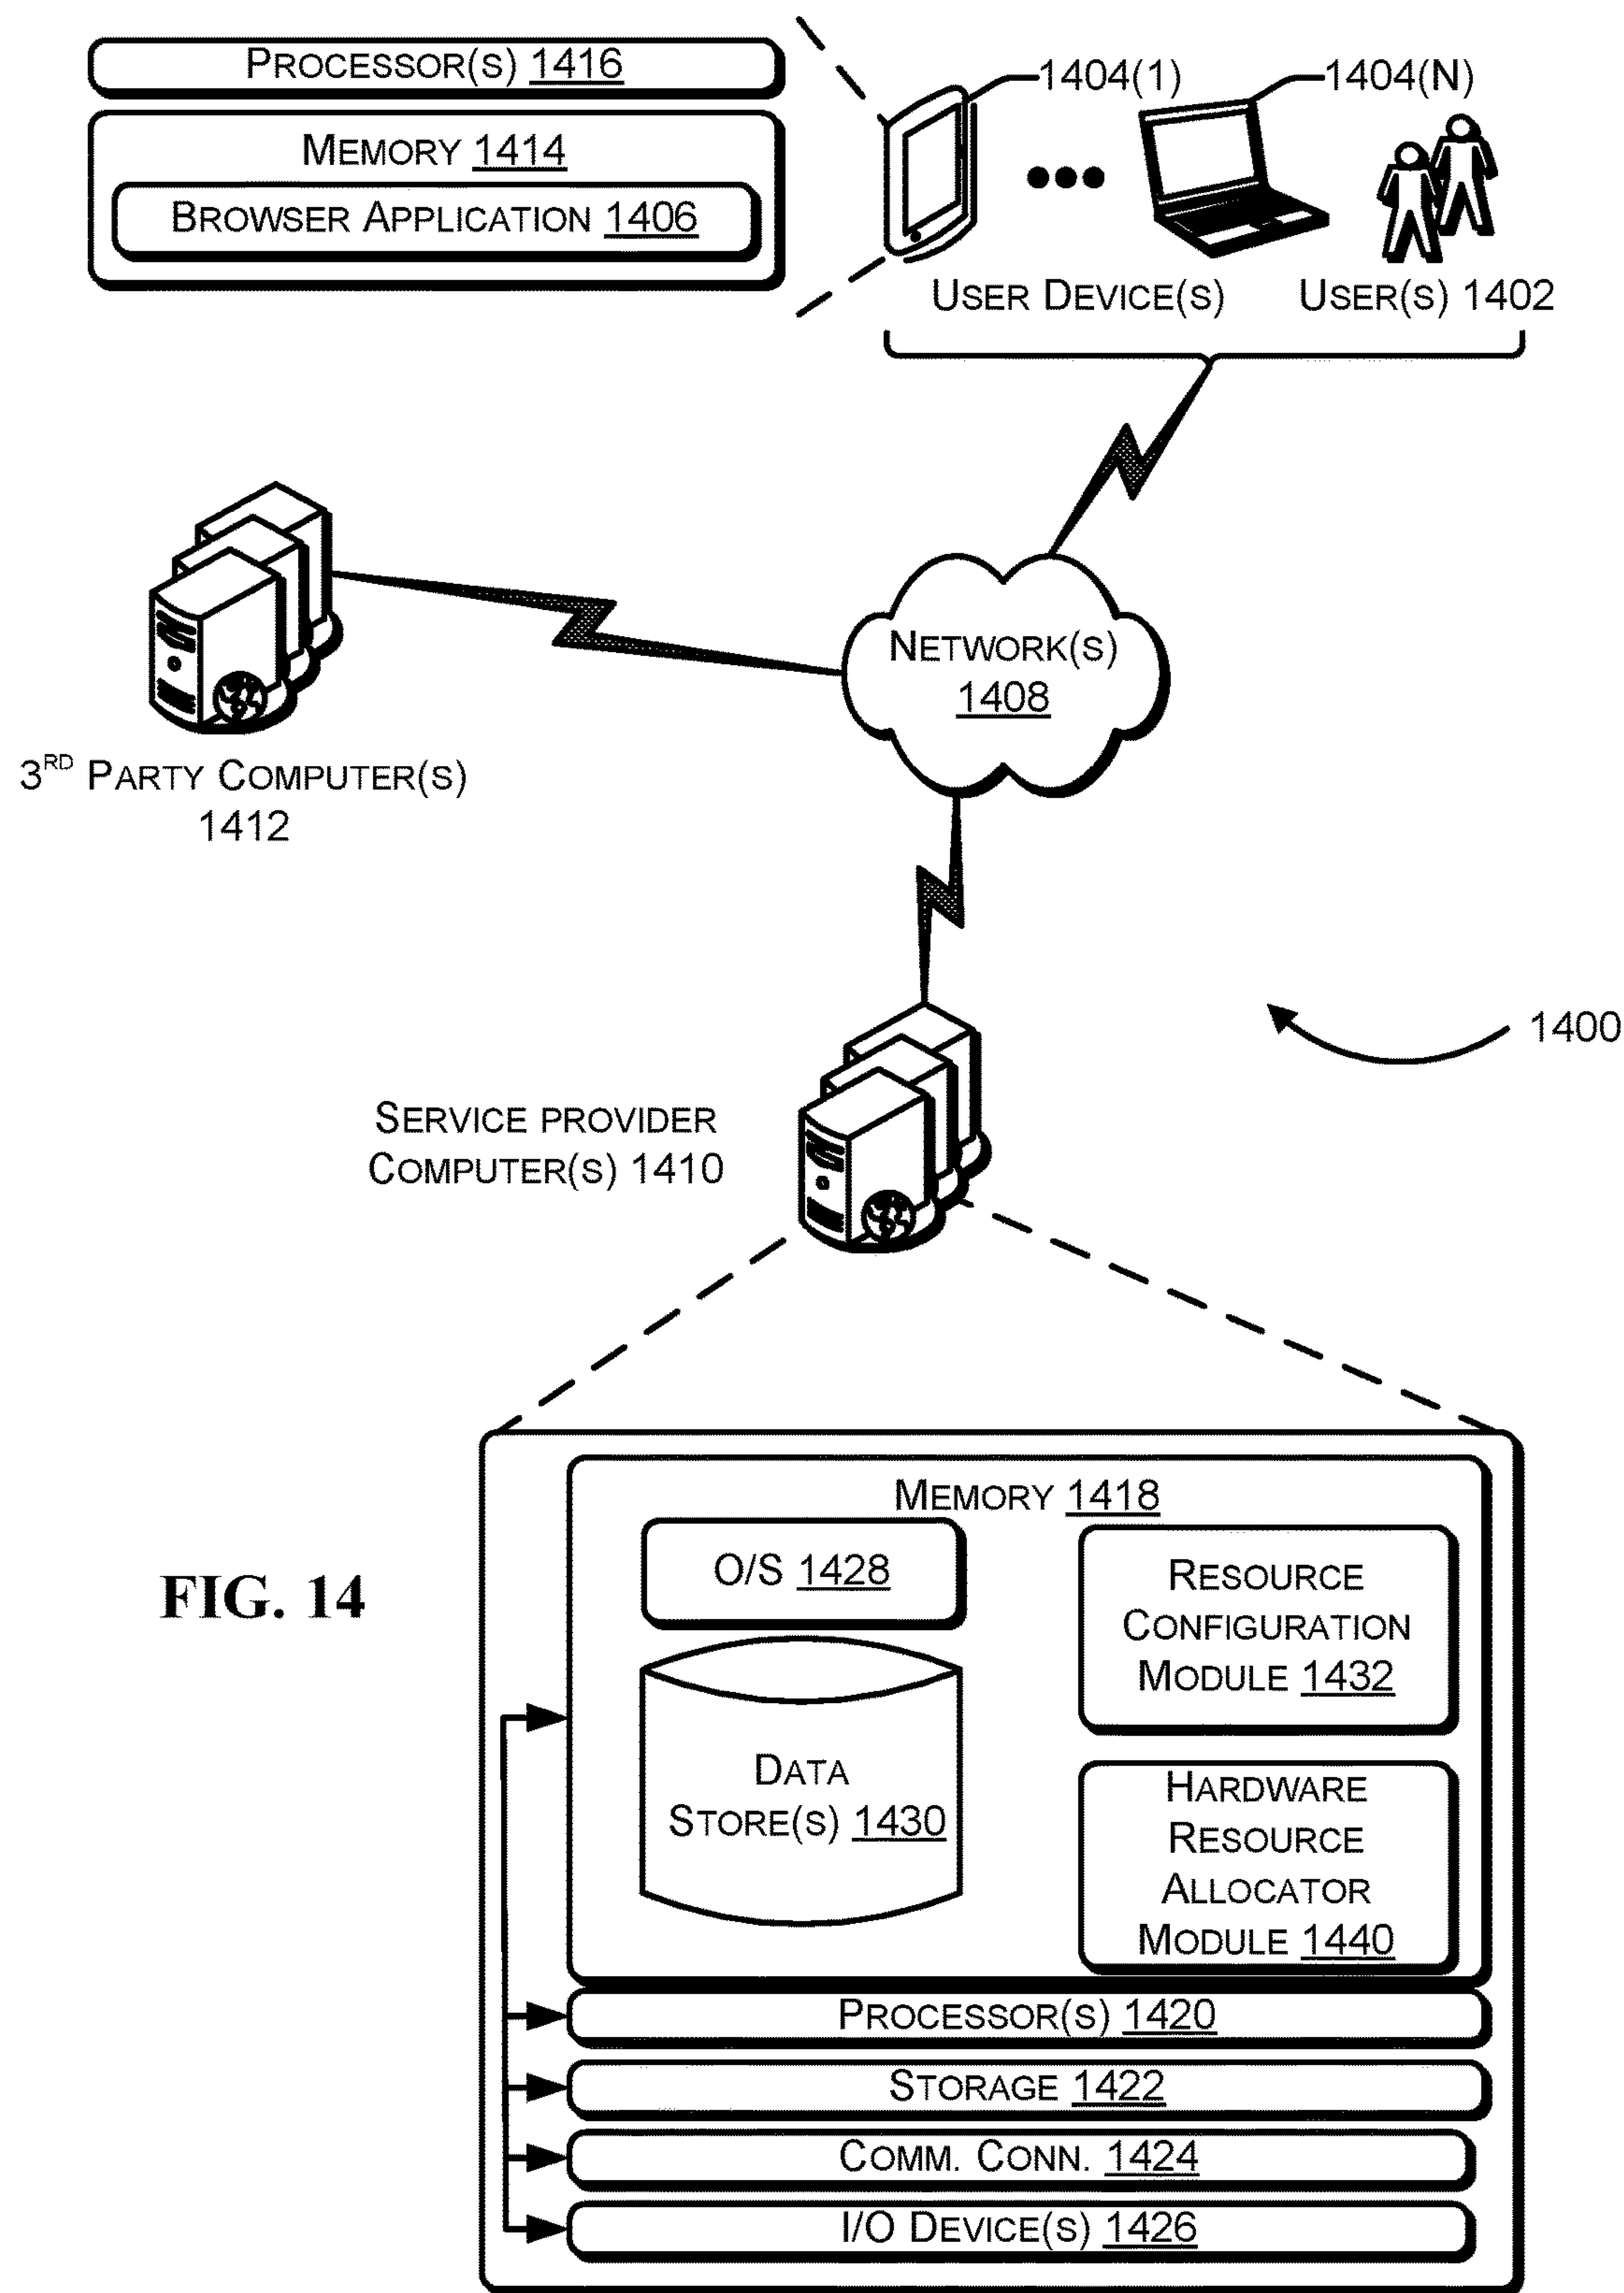 PROCESSOR(S) 1416
MEMORY 1414
BROWSER APPLICATION 1406
1404(1)
1404(N)
USER DEVICE(S)
USER(S) 1402
NETWORK(S)
1408
3RD PARTY COMPUTER(S)
1412
1400
SERVICE PROVIDER
COMPUTER(S) 1410
FIG. 14
MEMORY 1418
O/S 1428
DATA
STORE(S) 1430
RESOURCE
CONFIGURATION
MODULE 1432
HARDWARE
RESOURCE
ALLOCATOR
MODULE 1440
PROCESSOR(S) 1420
STORAGE 1422
COMM. CONN. 1424
I/O DEVICE(S) 1426